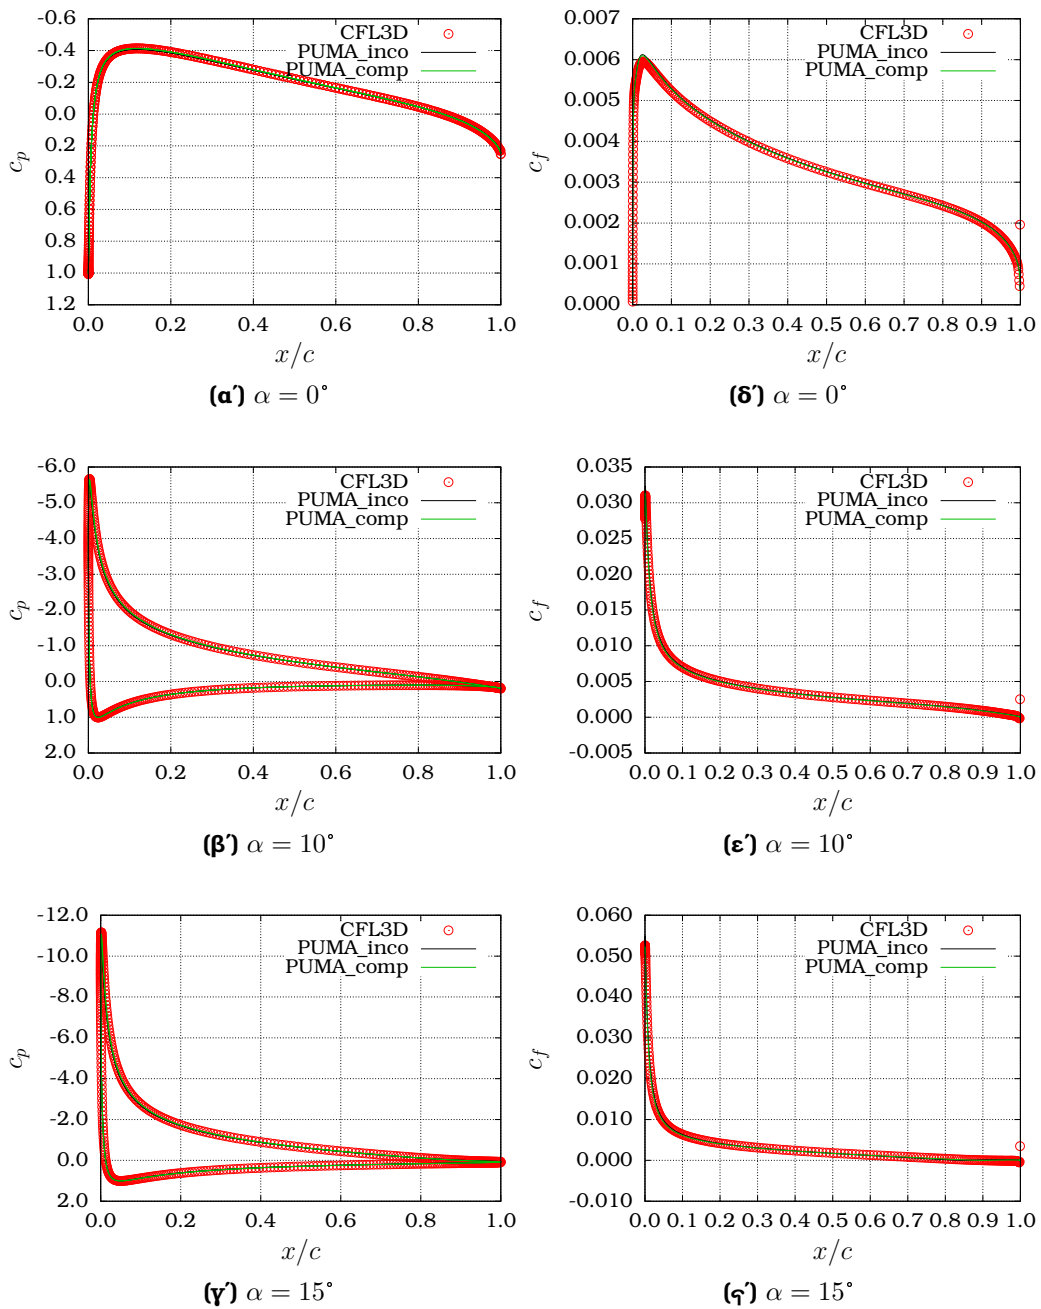 -0.6
-0.4
-0.2
0.0
0.2
0.4
0.6
0.8
1.0
1.2
c_p
CFL3D
PUMA_inco
PUMA_comp
0.0 0.2 0.4 0.6 0.8 1.0
x/c
(α′) α = 0°
0.007
0.006
0.005
0.004
0.003
0.002
0.001
0.000
c_f
CFL3D
PUMA_inco
PUMA_comp
0.0 0.1 0.2 0.3 0.4 0.5 0.6 0.7 0.8 0.9 1.0
x/c
(δ′) α = 0°
-6.0
-5.0
-4.0
-3.0
-2.0
-1.0
0.0
1.0
2.0
c_p
CFL3D
PUMA_inco
PUMA_comp
0.0 0.2 0.4 0.6 0.8 1.0
x/c
(β′) α = 10°
0.035
0.030
0.025
0.020
0.015
0.010
0.005
0.000
-0.005
c_f
CFL3D
PUMA_inco
PUMA_comp
0.0 0.1 0.2 0.3 0.4 0.5 0.6 0.7 0.8 0.9 1.0
x/c
(ε′) α = 10°
-12.0
-10.0
-8.0
-6.0
-4.0
-2.0
0.0
2.0
c_p
CFL3D
PUMA_inco
PUMA_comp
0.0 0.2 0.4 0.6 0.8 1.0
x/c
(γ′) α = 15°
0.060
0.050
0.040
0.030
0.020
0.010
0.000
-0.010
c_f
CFL3D
PUMA_inco
PUMA_comp
0.0 0.1 0.2 0.3 0.4 0.5 0.6 0.7 0.8 0.9 1.0
x/c
(ϛ′) α = 15°